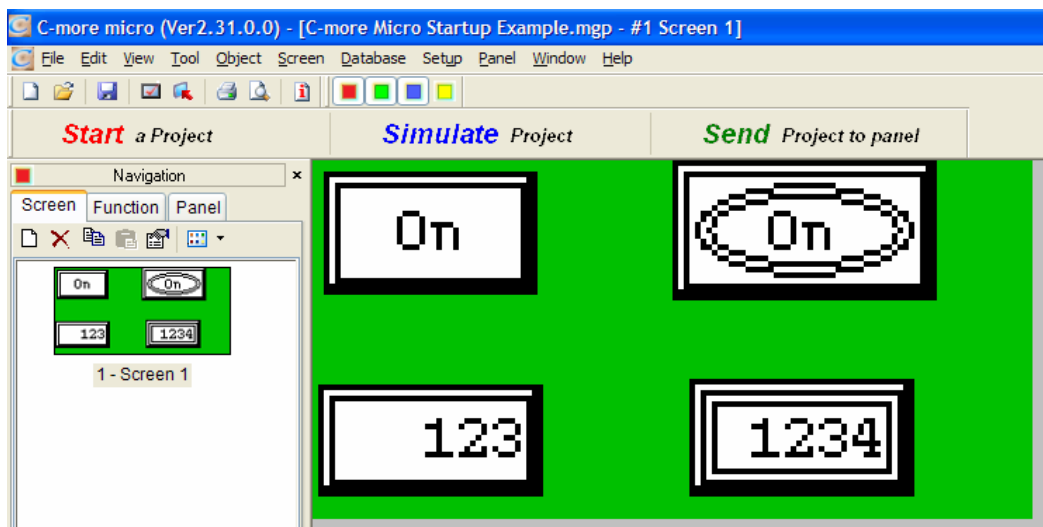 C-more micro (Ver2.31.0.0) - [C-more Micro Startup Example.mgp - #1 Screen 1]
File Edit View Tool Object Screen Database Setup Panel Window Help
Start a Project Simulate Project Send Project to panel
Navigation
Screen Function Panel
On On
123 1234
1 - Screen 1
On On
123 1234